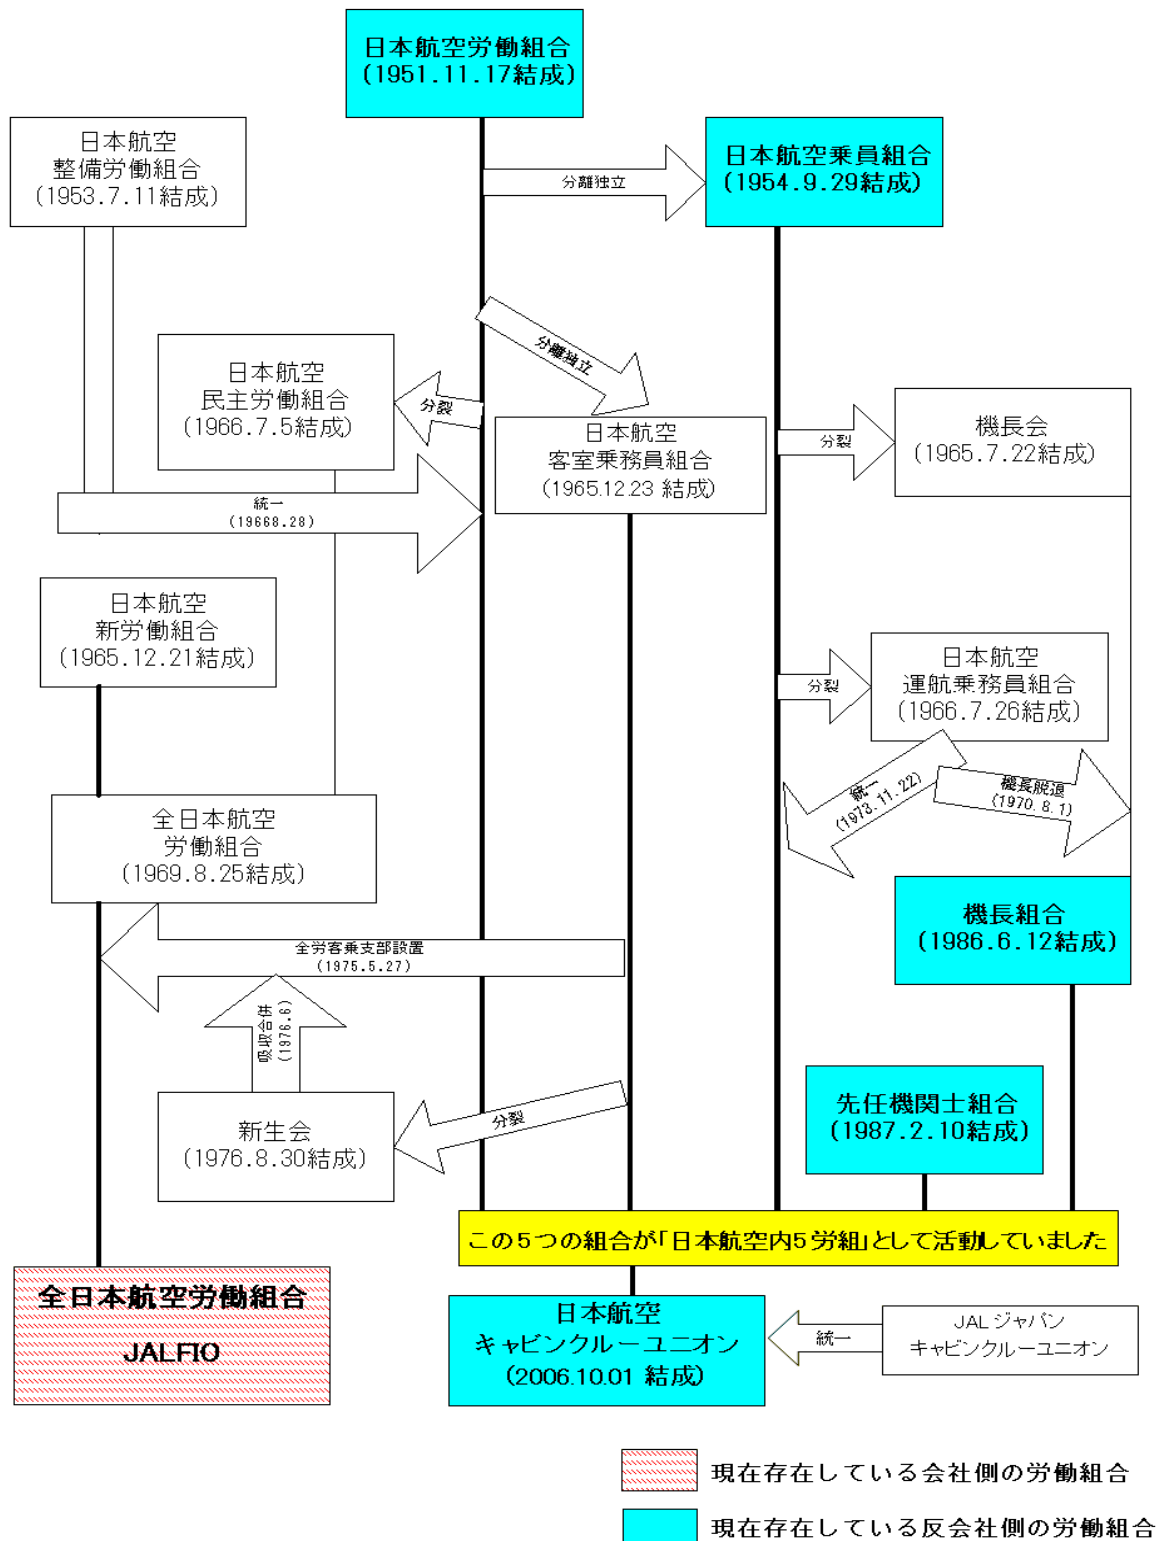 日本航空労働組合
(1951.11.17結成)
日本航空
整備労働組合
(1953.7.11結成)
日本航空乗員組合
(1954.9.29結成)
分離独立
分離独立
日本航空
民主労働組合
(1966.7.5結成)
分裂
日本航空
客室乗務員組合
(1965.12.23 結成)
分裂
機長会
(1965.7.22結成)
統一
(19668.28)
日本航空
新労働組合
(1965.12.21結成)
分裂
日本航空
運航乗務員組合
(1966.7.26結成)
統一
(1973.11.22)
機長脱退
(1970.8.1)
全日本航空
労働組合
(1969.8.25結成)
機長組合
(1986.6.12結成)
全労客乗支部設置
(1975.5.27)
吸収合併
(1976.6)
新生会
(1976.8.30結成)
分裂
先任機関士組合
(1987.2.10結成)
この5つの組合が「日本航空内5労組」として活動していました
全日本航空労働組合
JALFIO
日本航空
キャビンクルーユニオン
(2006.10.01 結成)
統一
JALジャパン
キャビンクルーユニオン
現在存在している会社側の労働組合
現在存在している反会社側の労働組合